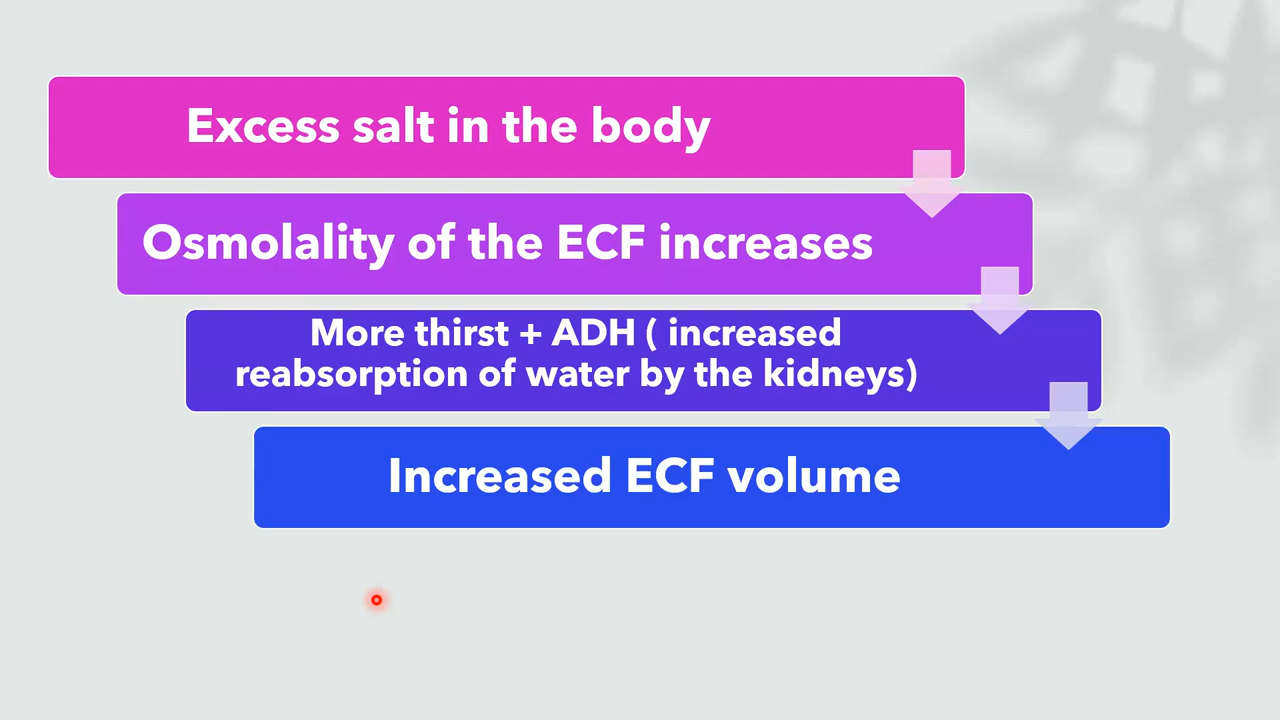 Excess salt in the body
Osmolality of the ECF increases
More thirst + ADH ( increased
reabsorption of water by the kidneys)
Increased ECF volume